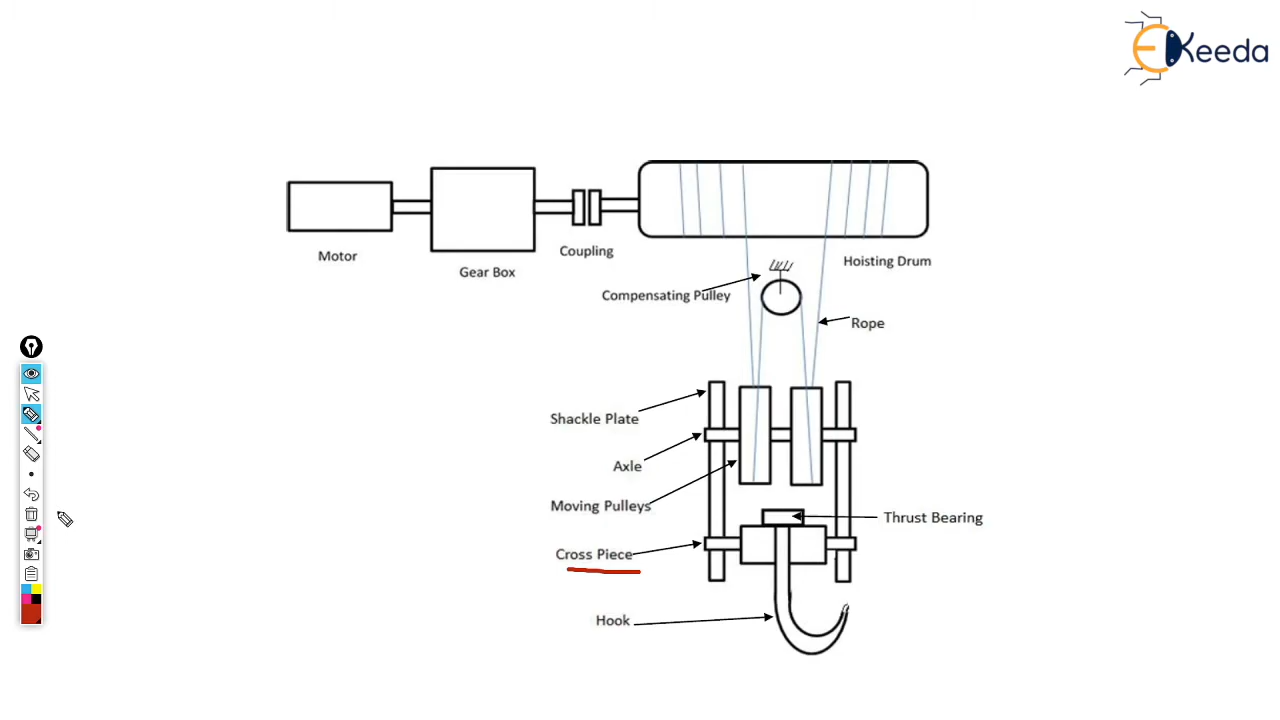 EKeeda
Motor
Gear Box
Coupling
Hoisting Drum
Compensating Pulley
Rope
Shackle Plate
Axle
Moving Pulleys
Thrust Bearing
Cross Piece
Hook